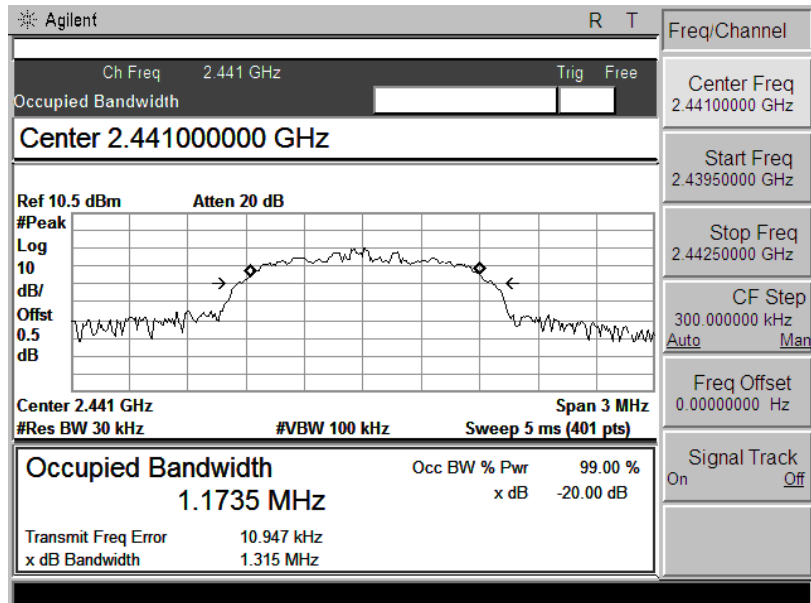 Agilent R T
Freq/Channel
Ch Freq 2.441 GHz Trig Free
Occupied Bandwidth
Center 2.441000000 GHz
Ref 10.5 dBm Atten 20 dB
#Peak
Log
10
dB/
Offst
0.5
dB
Center 2.441 GHz Span 3 MHz
#Res BW 30 kHz #VBW 100 kHz Sweep 5 ms (401 pts)
Occupied Bandwidth
1.1735 MHz
Occ BW % Pwr 99.00 %
x dB -20.00 dB
Transmit Freq Error 10.947 kHz
x dB Bandwidth 1.315 MHz
Center Freq
2.44100000 GHz
Start Freq
2.43950000 GHz
Stop Freq
2.44250000 GHz
CF Step
300.000000 kHz
Auto Man
Freq Offset
0.00000000 Hz
Signal Track
On Off